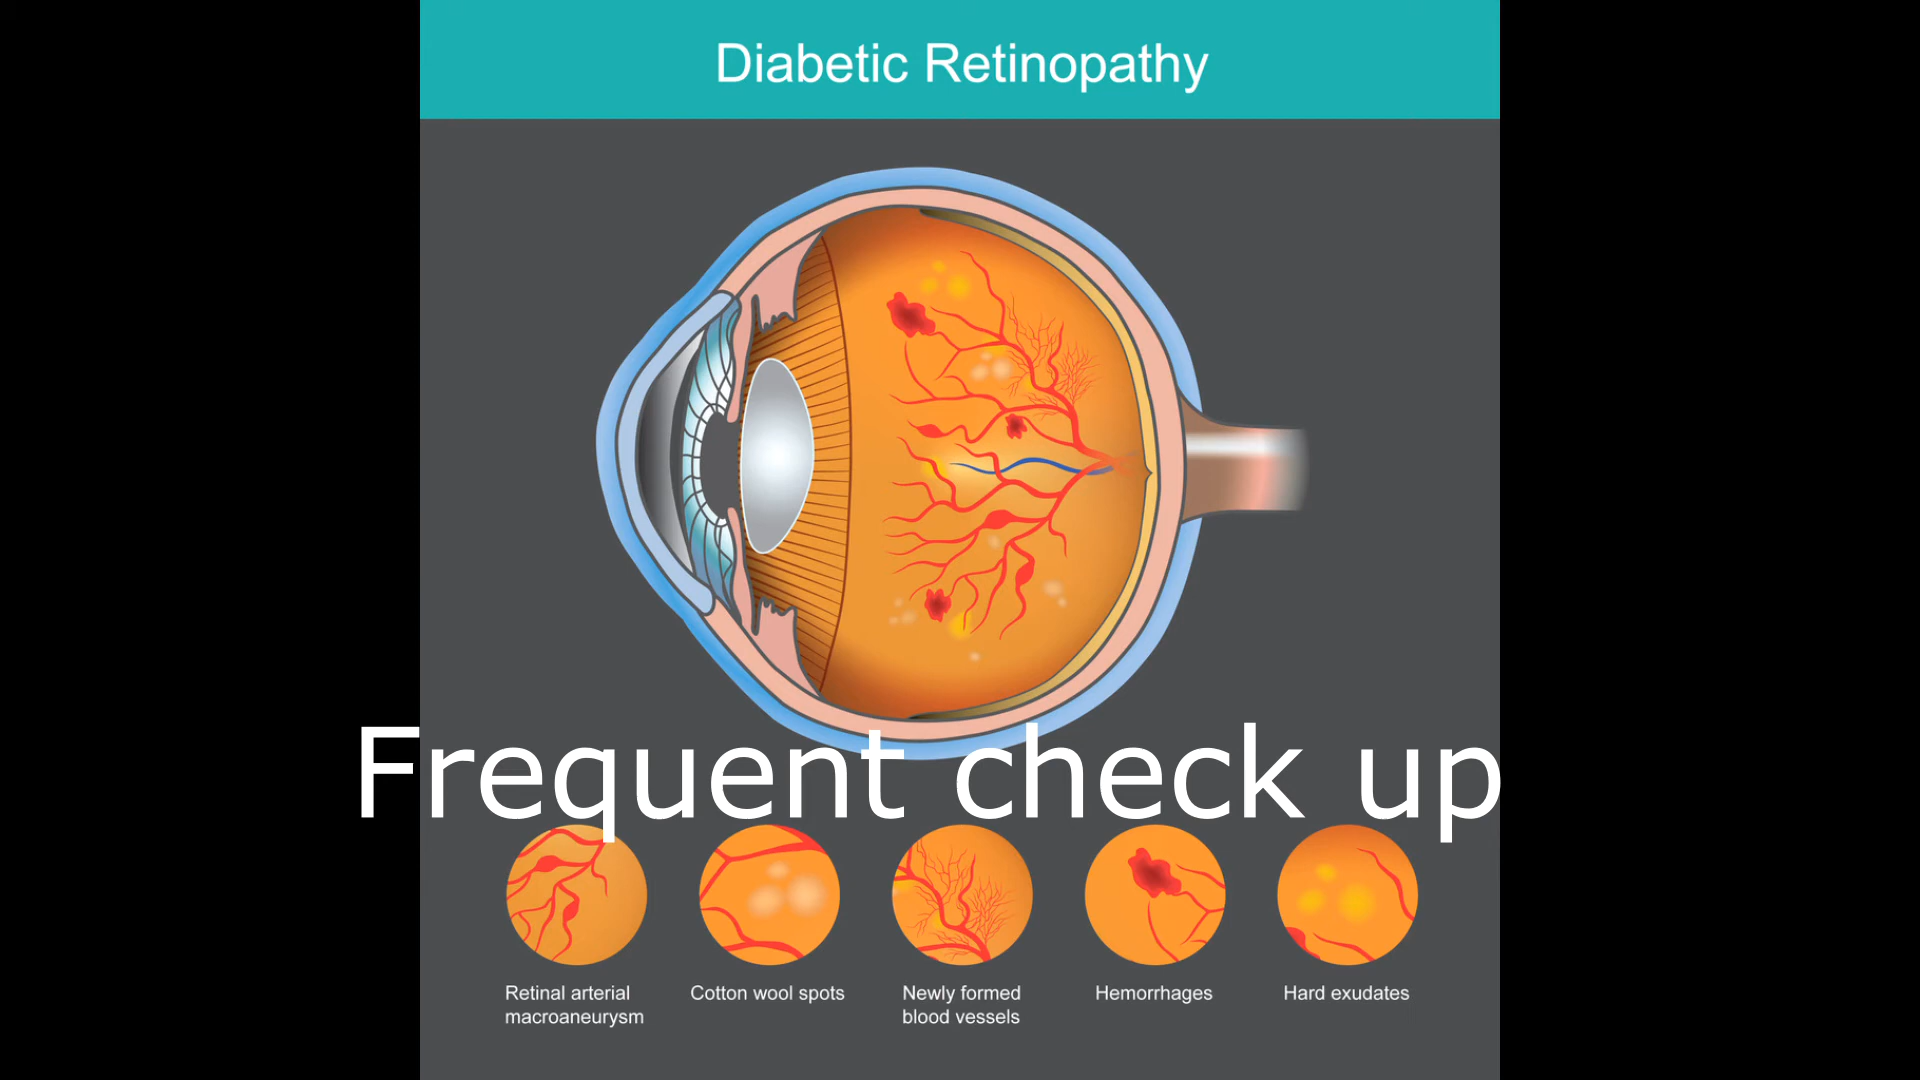 Diabetic Retinopathy
Frequent check up
Retinal arterial
macroaneurysm
Cotton wool spots
Newly formed
blood vessels
Hemorrhages
Hard exudates